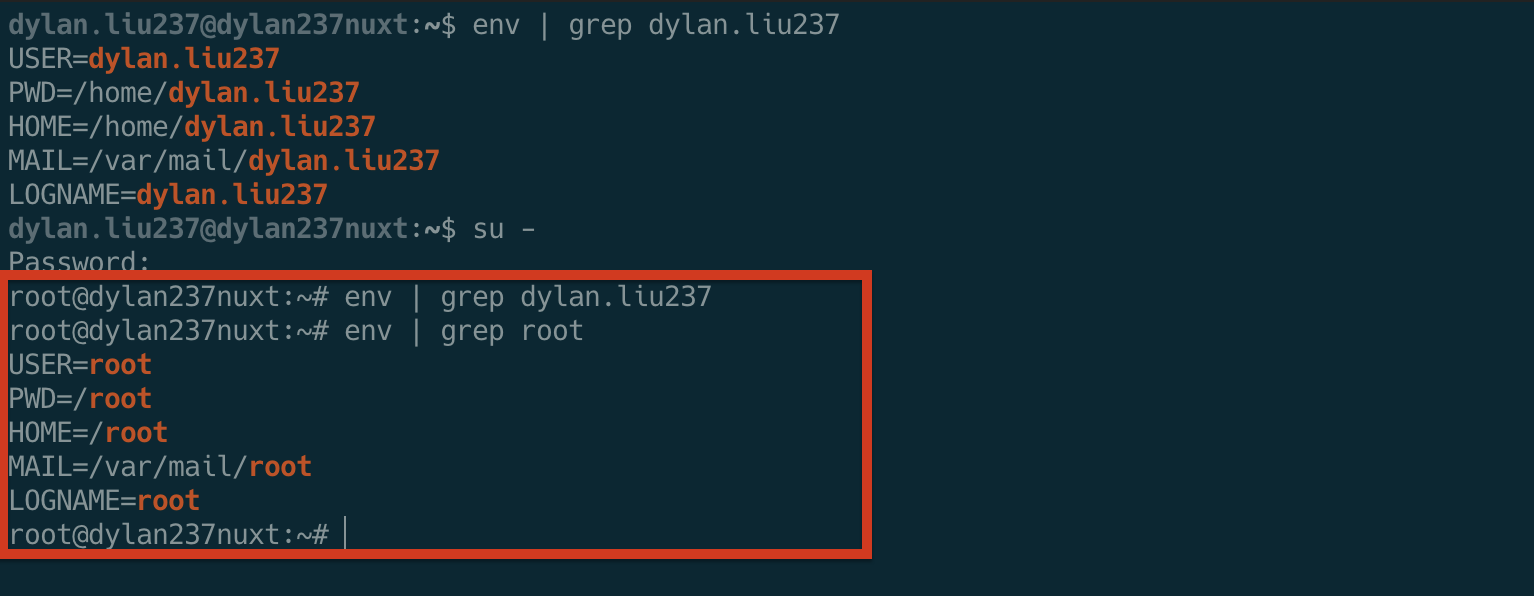 dylan.liu237@dylan237nuxt:~$ env | grep dylan.liu237
USER=dylan.liu237
PWD=/home/dylan.liu237
HOME=/home/dylan.liu237
MAIL=/var/mail/dylan.liu237
LOGNAME=dylan.liu237
dylan.liu237@dylan237nuxt:~$ su -
Password:
root@dylan237nuxt:~# env | grep dylan.liu237
root@dylan237nuxt:~# env | grep root
USER=root
PWD=/root
HOME=/root
MAIL=/var/mail/root
LOGNAME=root
root@dylan237nuxt:~#